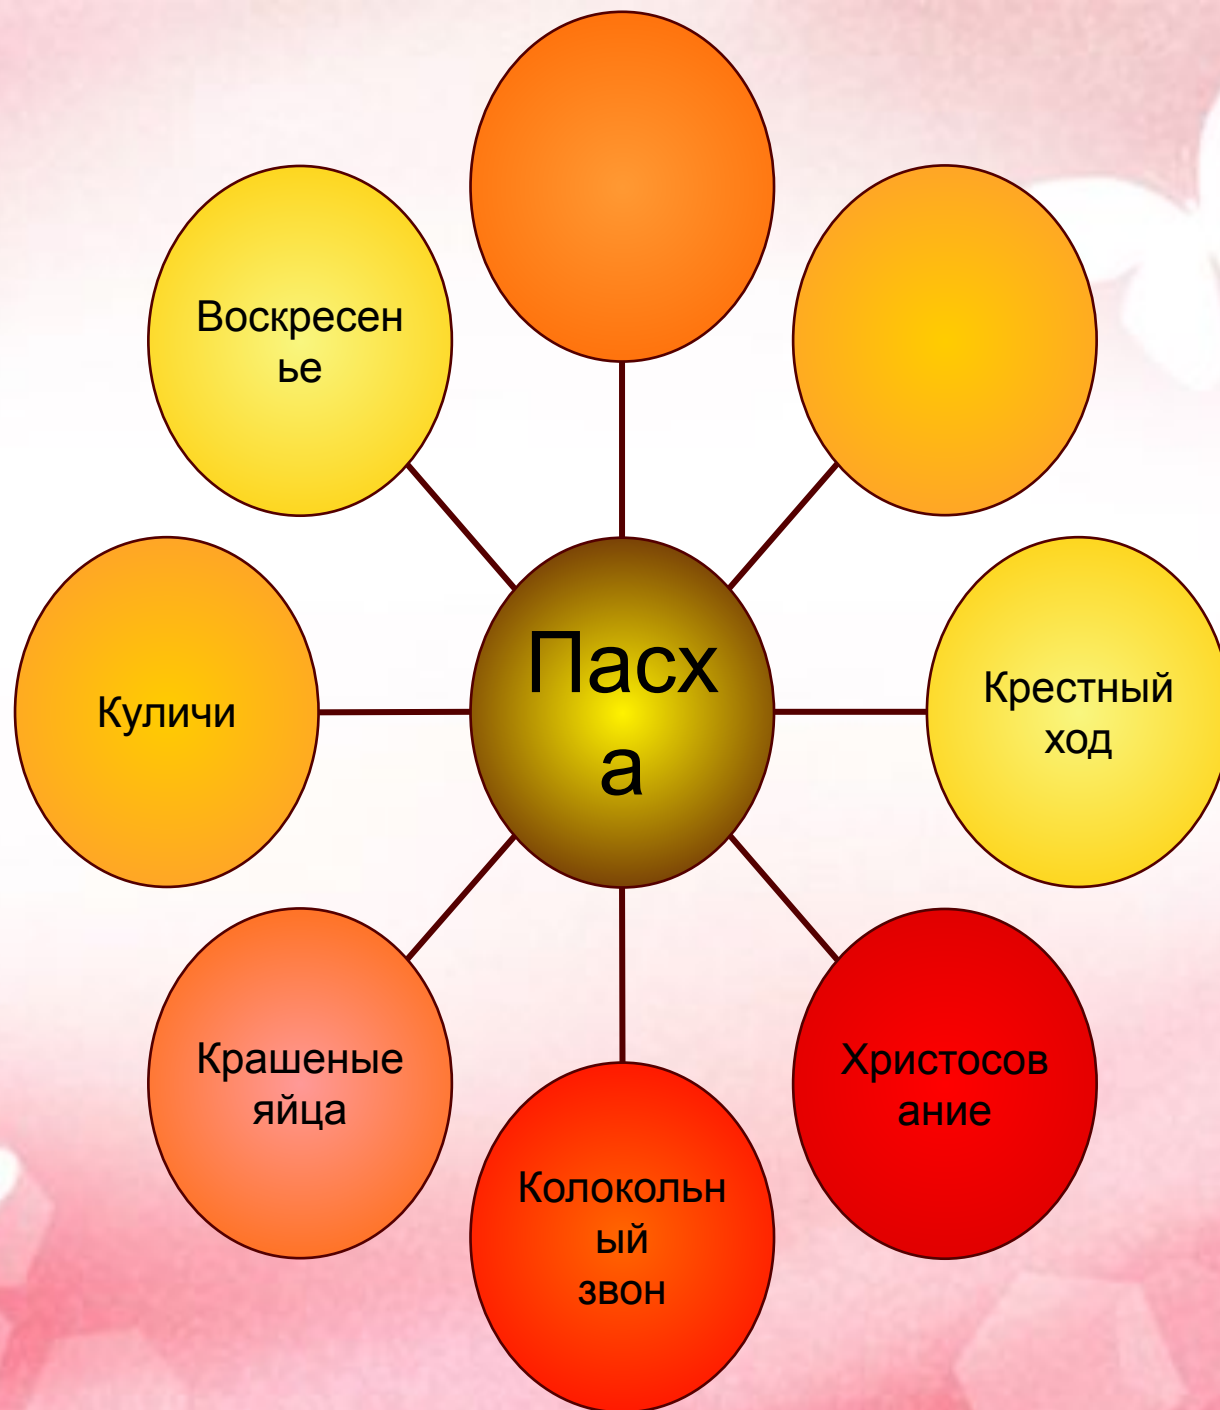 Воскресен
ье
Пасх
а
Куличи
Крестный
ход
Крашеные
яйца
Христосов
ание
Колокольн
ый
звон